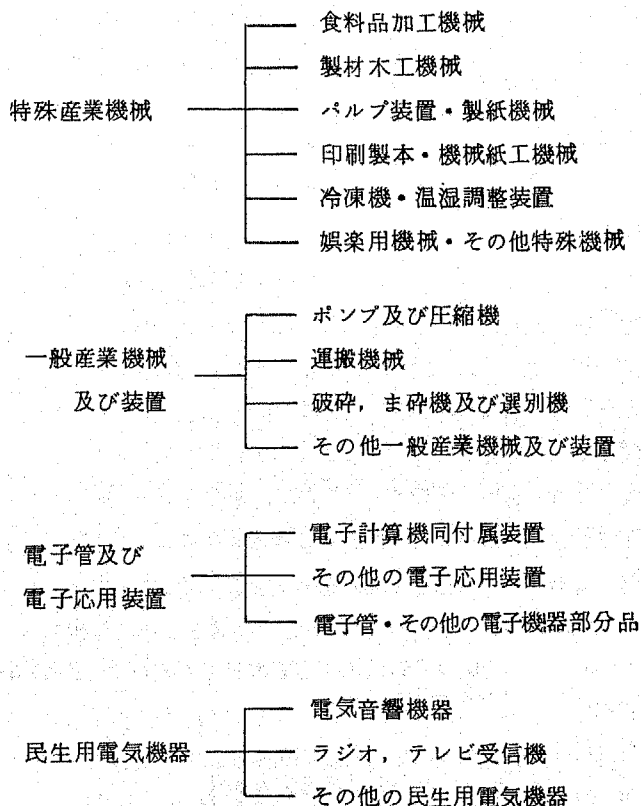 特殊産業機械
食料品加工機械
製材木工機械
パルプ装置・製紙機械
印刷製本・機械紙工機械
冷凍機・温湿調整装置
娯楽用機械・その他特殊機械
一般産業機械
及び装置
ポンプ及び圧縮機
運搬機械
破砕，ま砕機及び選別機
その他一般産業機械及び装置
電子管及び
電子応用装置
電子計算機同付属装置
その他の電子応用装置
電子管・その他の電子機器部分品
民生用電気機器
電気音響機器
ラジオ，テレビ受信機
その他の民生用電気機器